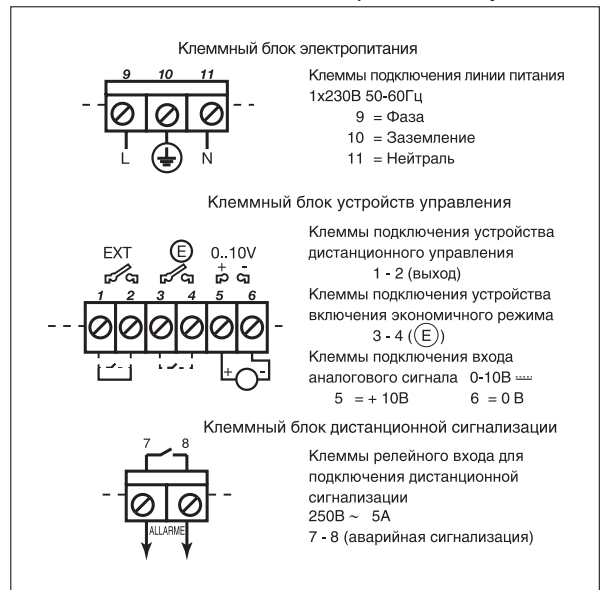 Клеммный блок электропитания
9 10 11
L N
Клеммы подключения линии питания
1x230В 50-60Гц
9 = Фаза
10 = Заземление
11 = Нейтраль
Клеммный блок устройств управления
EXT E 0..10V
+ -
1 2 3 4 5 6
+ -
Клеммы подключения устройства
дистанционного управления
1 - 2 (выход)
Клеммы подключения устройства
включения экономичного режима
3 - 4 (E)
Клеммы подключения входа
аналогового сигнала 0-10В
5 = + 10В 6 = 0 В
Клеммный блок дистанционной сигнализации
7 8
ALLARME
Клеммы релейного входа для
подключения дистанционной
сигнализации
250В ~ 5А
7 - 8 (аварийная сигнализация)